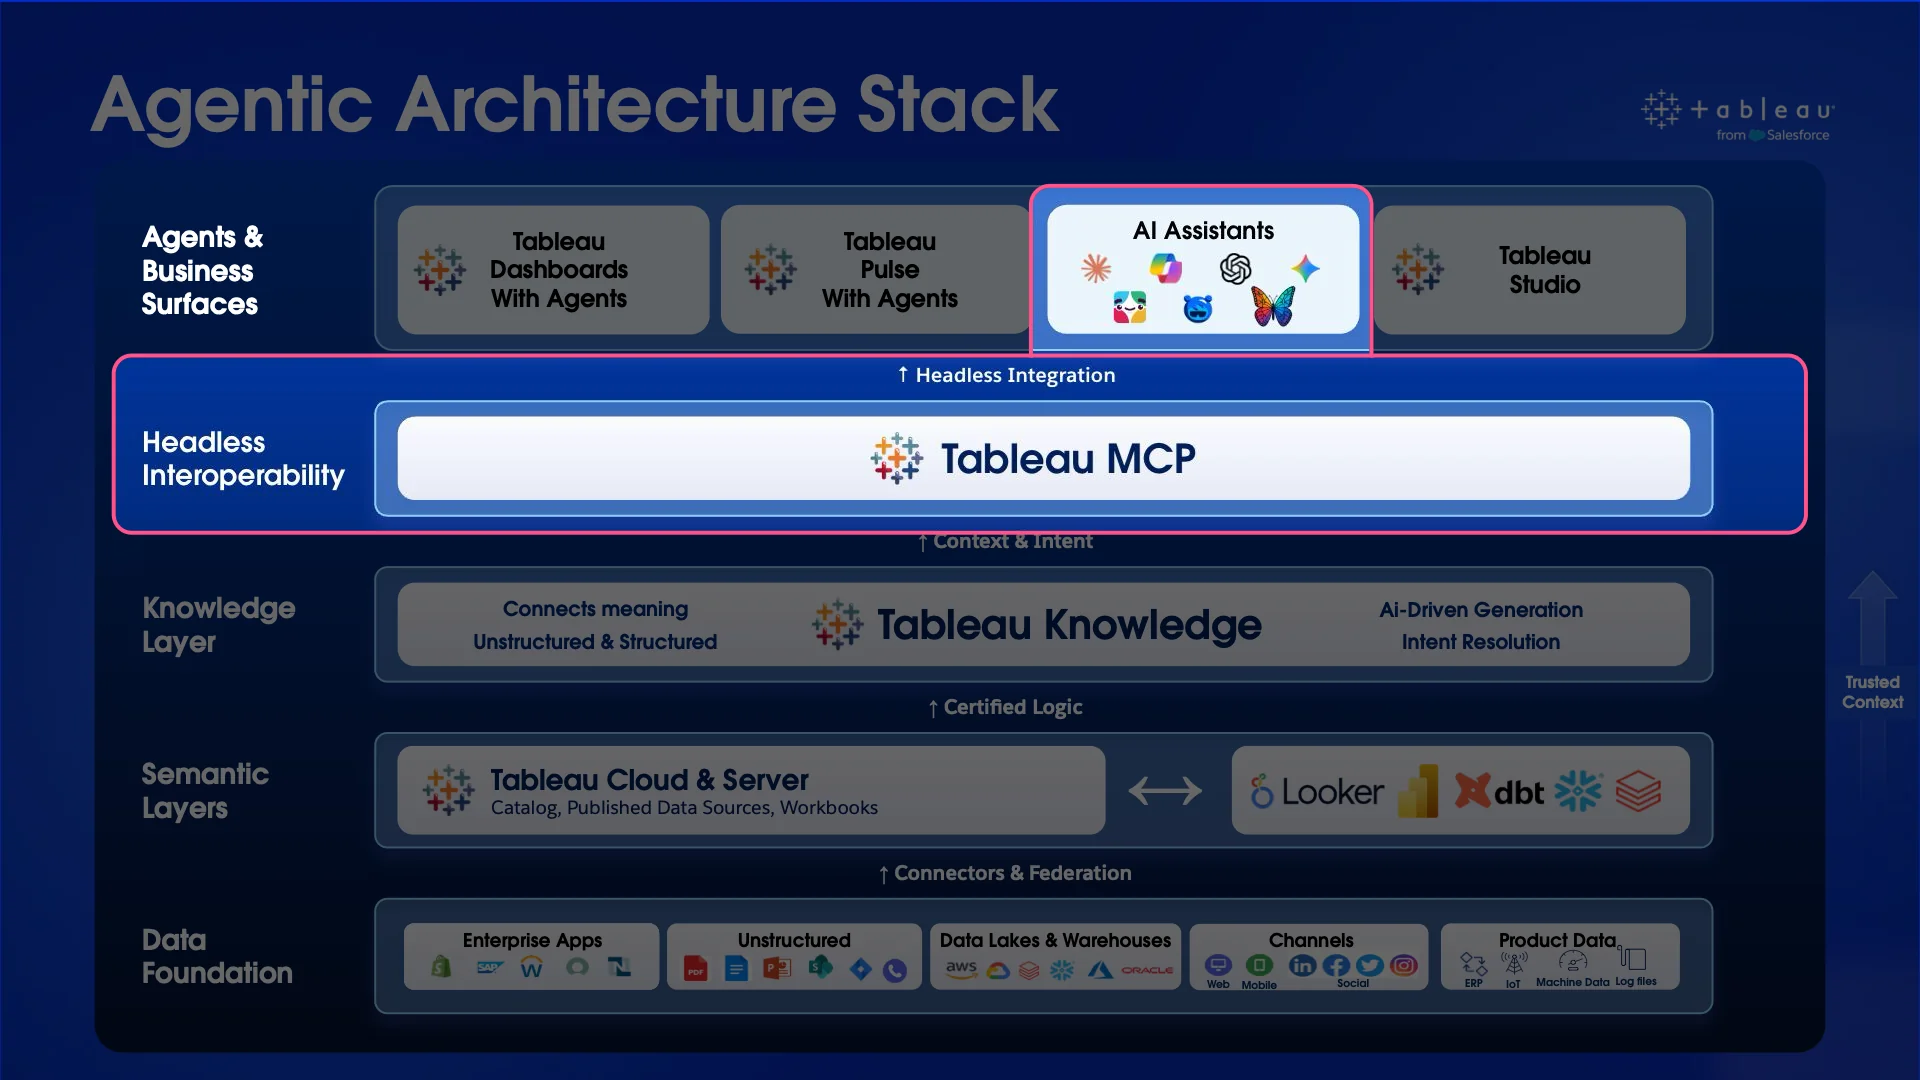 Agentic Architecture Stack
+ a b | e a u
from Salesforce
Agents &
Business
Surfaces
Tableau
Dashboards
With Agents
Tableau
Pulse
With Agents
AI Assistants
Tableau
Studio
↑ Headless Integration
Headless
Interoperability
Tableau MCP
↑ Context & Intent
Knowledge
Layer
Connects meaning
Unstructured & Structured
Tableau Knowledge
Ai-Driven Generation
Intent Resolution
Trusted
Context
↑ Certified Logic
Semantic
Layers
Tableau Cloud & Server
Catalog, Published Data Sources, Workbooks
Looker
dbt
↑ Connectors & Federation
Data
Foundation
Enterprise Apps
SAP
Unstructured
PDF
P
Data Lakes & Warehouses
aws
ORACLE
Channels
Web
Mobile
Social
Product Data
ERP
IoT
Machine Data
Log files